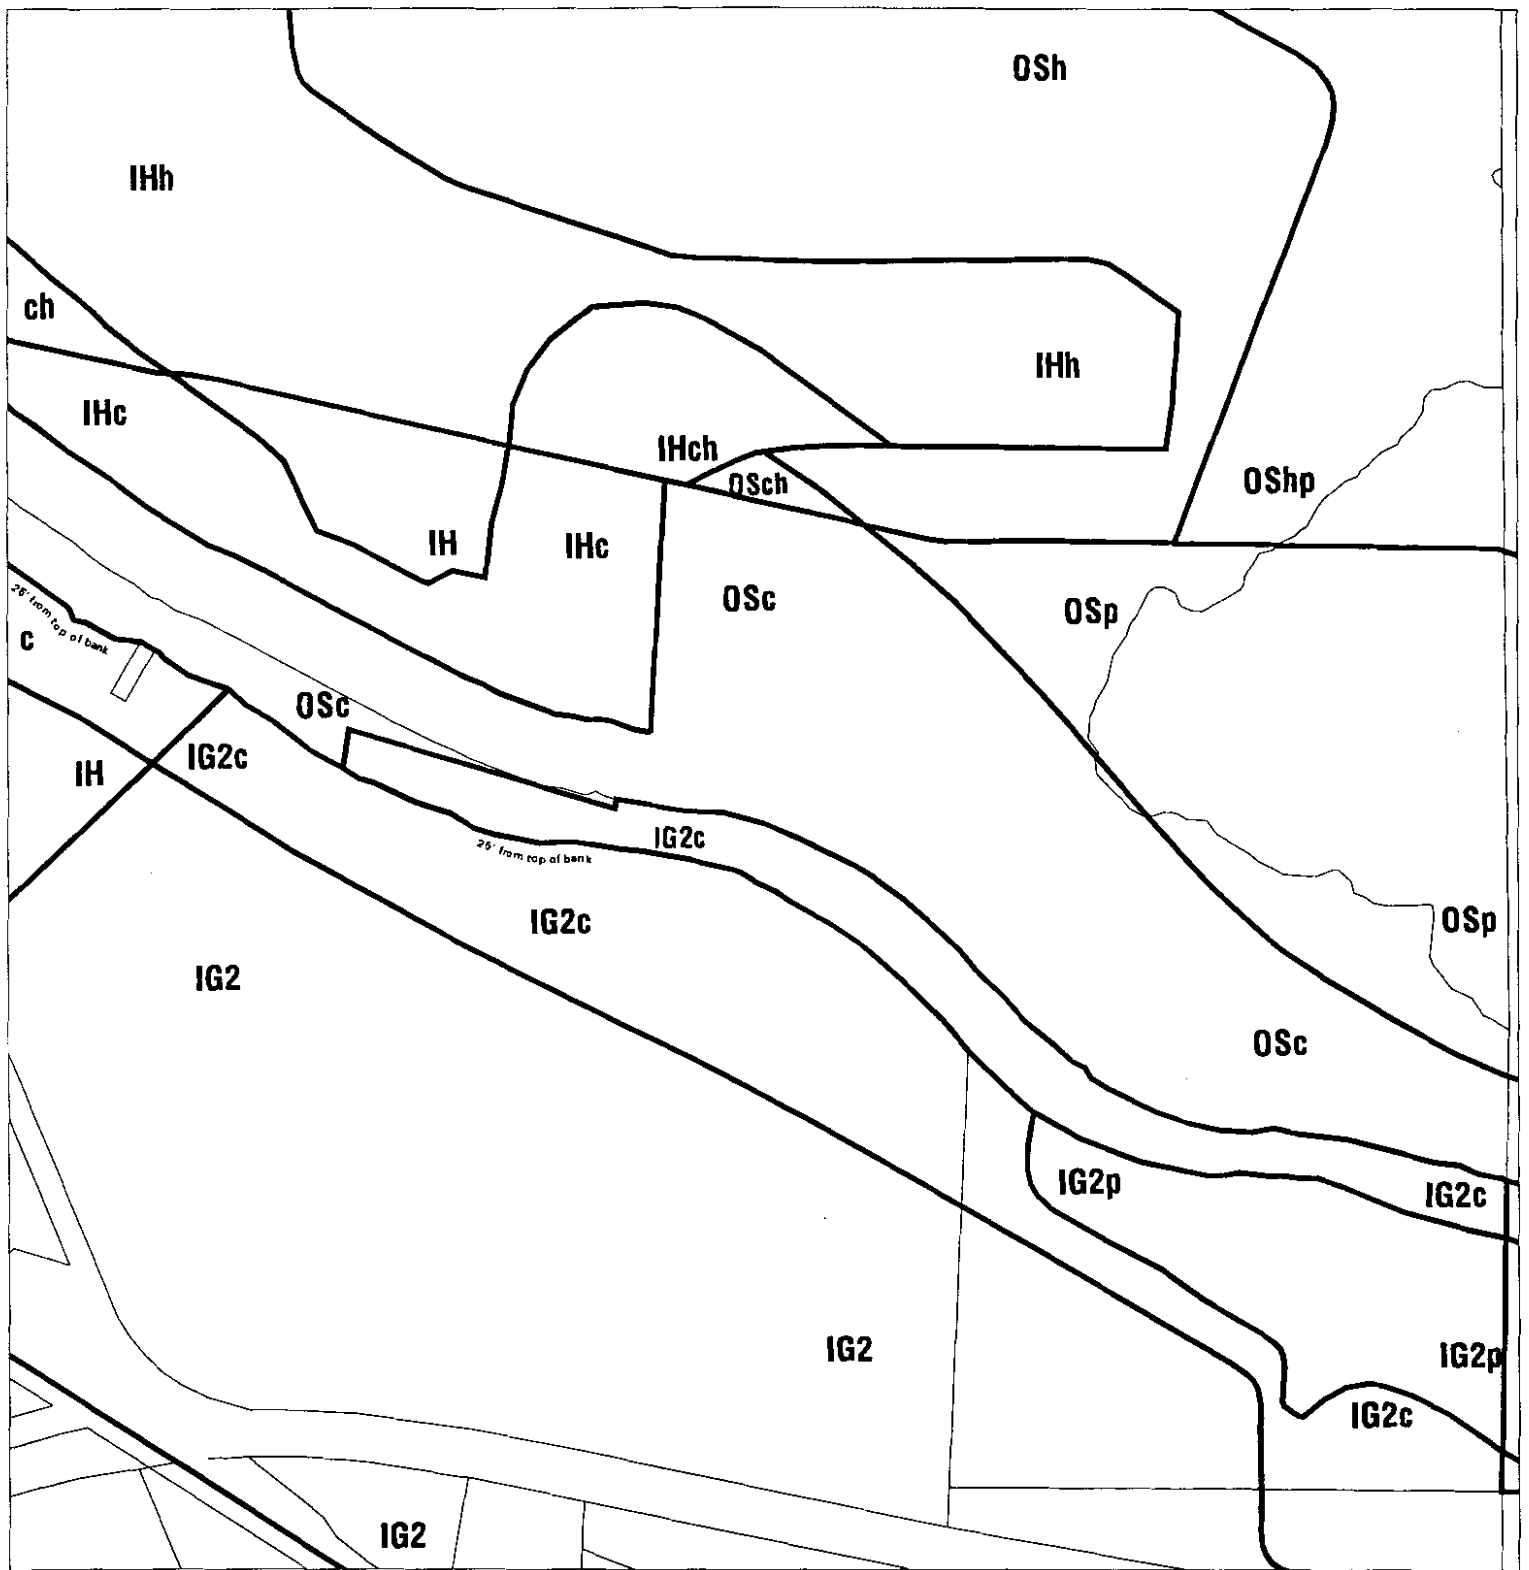 OSh
IHh
ch
IHh
IHc
IHch
OSch
OShp
IH
IHc
OSc
OSp
25' from top of bank
c
OSc
IG2c
IH
IG2c
25' from top of bank
IG2c
OSp
IG2
OSc
IG2p
IG2c
IG2
IG2p
IG2c
IG2